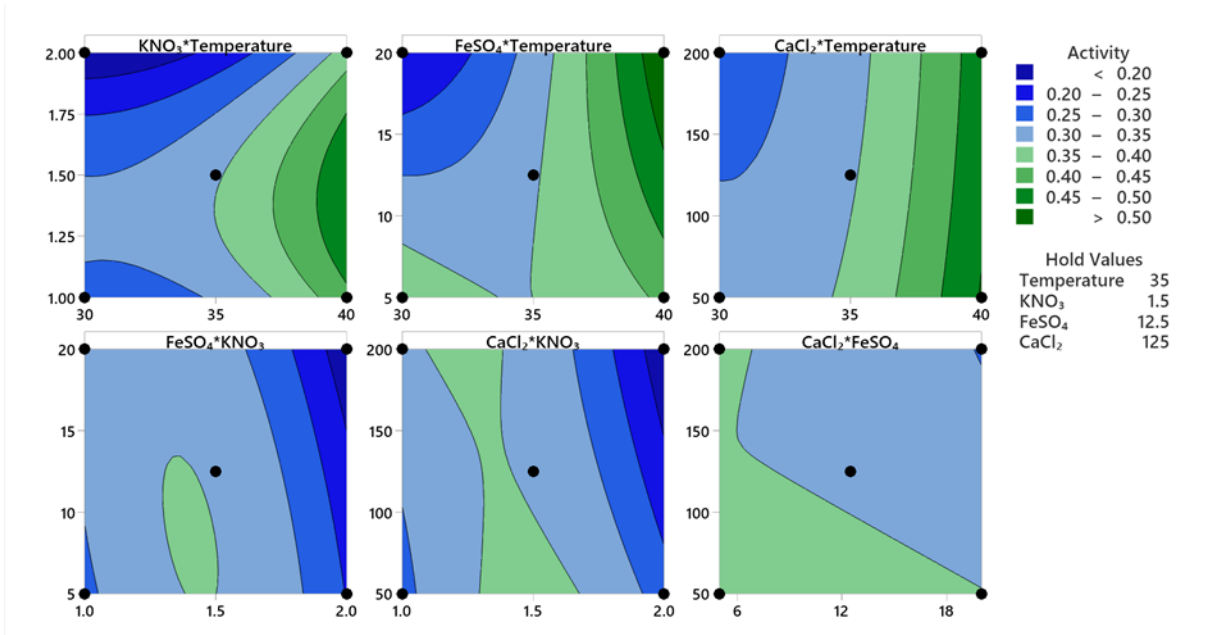 KNO₃*Temperature
2.00
1.75
1.50
1.25
1.00
30
35
40
FeSO₄*Temperature
20
15
10
5
30
35
40
CaCl₂*Temperature
200
150
100
50
30
35
40
Activity
< 0.20
0.20 – 0.25
0.25 – 0.30
0.30 – 0.35
0.35 – 0.40
0.40 – 0.45
0.45 – 0.50
> 0.50
Hold Values
Temperature 35
KNO₃ 1.5
FeSO₄ 12.5
CaCl₂ 125
FeSO₄*KNO₃
20
15
10
5
1.0
1.5
2.0
CaCl₂*KNO₃
200
150
100
50
1.0
1.5
2.0
CaCl₂*FeSO₄
200
150
100
50
6
12
18